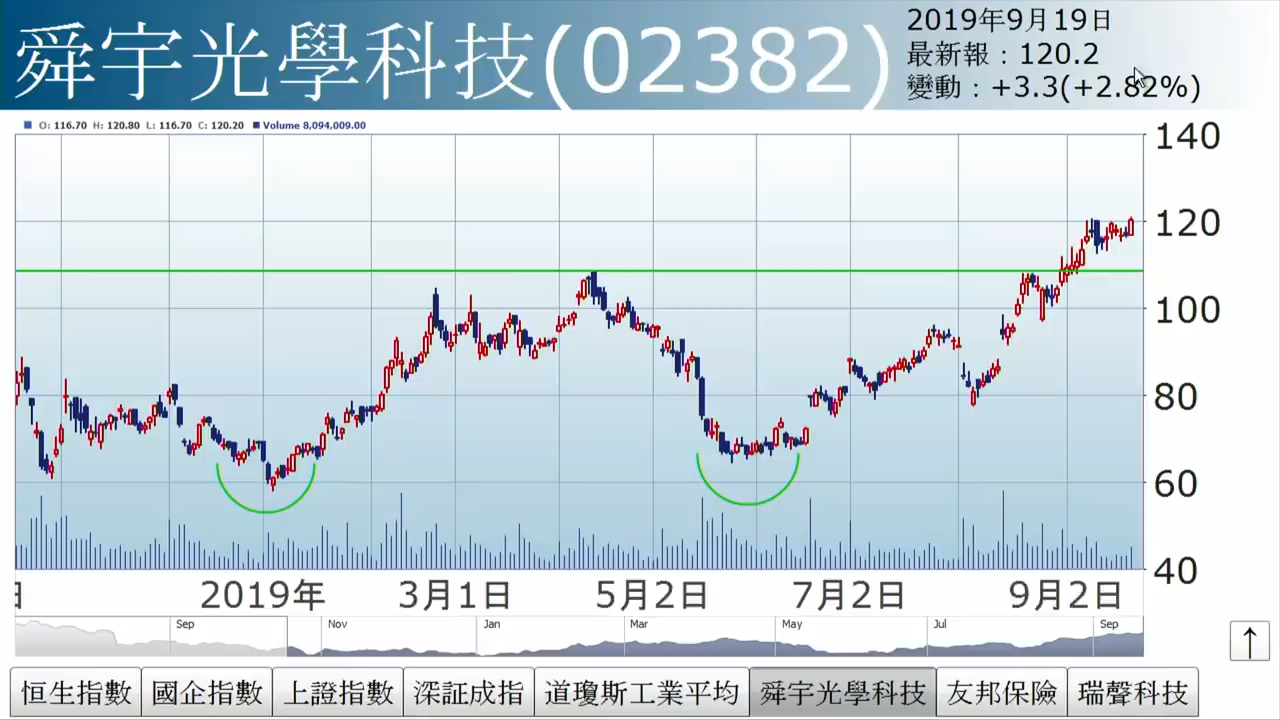 舜宇光學科技(02382)
2019年9月19日
最新報：120.2
變動：+3.3(+2.82%)
O: 116.70 H: 120.80 L: 116.70 C: 120.20 Volume 8,094,009.00
140
120
100
80
60
40
2019年 3月1日 5月2日 7月2日 9月2日
Sep Nov Jan Mar May Jul Sep
恒生指數 國企指數 上證指數 深証成指 道瓊斯工業平均 舜宇光學科技 友邦保險 瑞聲科技